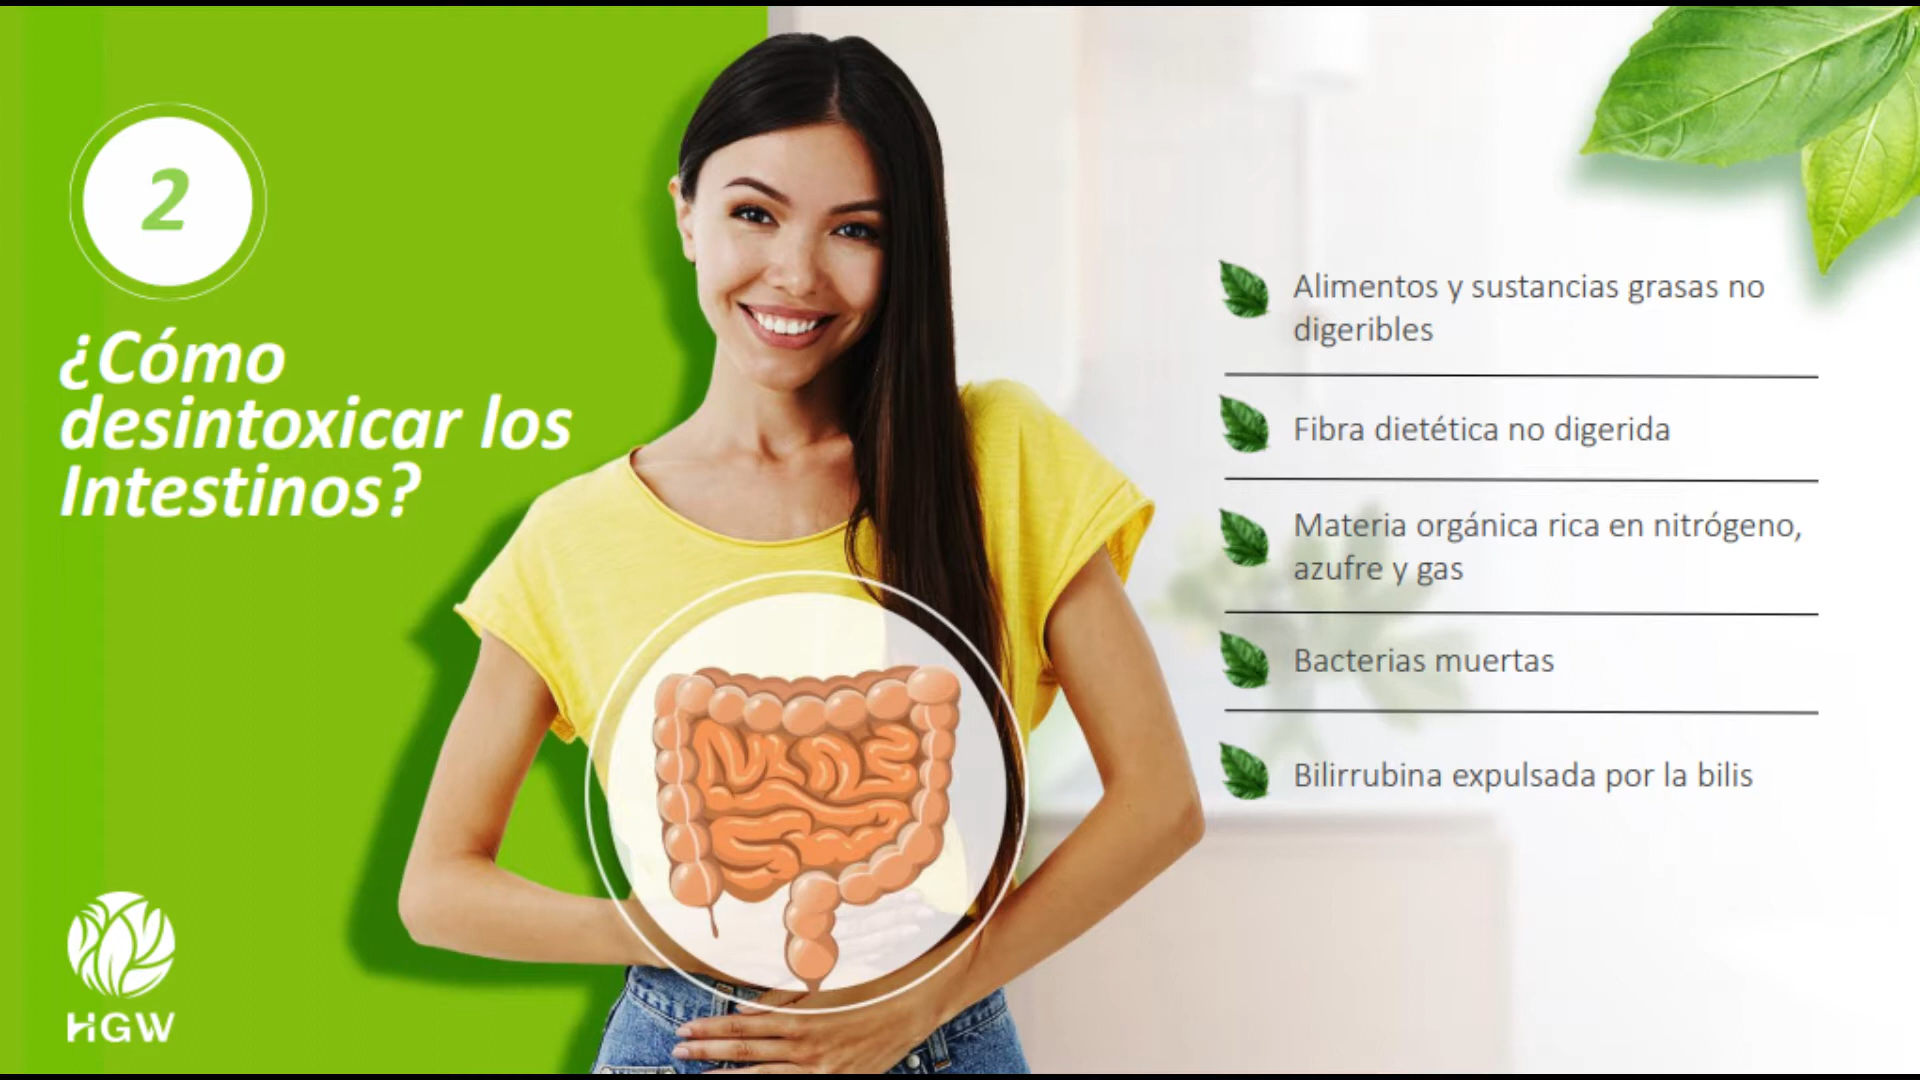 2
¿Cómo
desintoxicar los
Intestinos?
HGW
Alimentos y sustancias grasas no
digeribles
Fibra dietética no digerida
Materia orgánica rica en nitrógeno,
azufre y gas
Bacterias muertas
Bilirrubina expulsada por la bilis